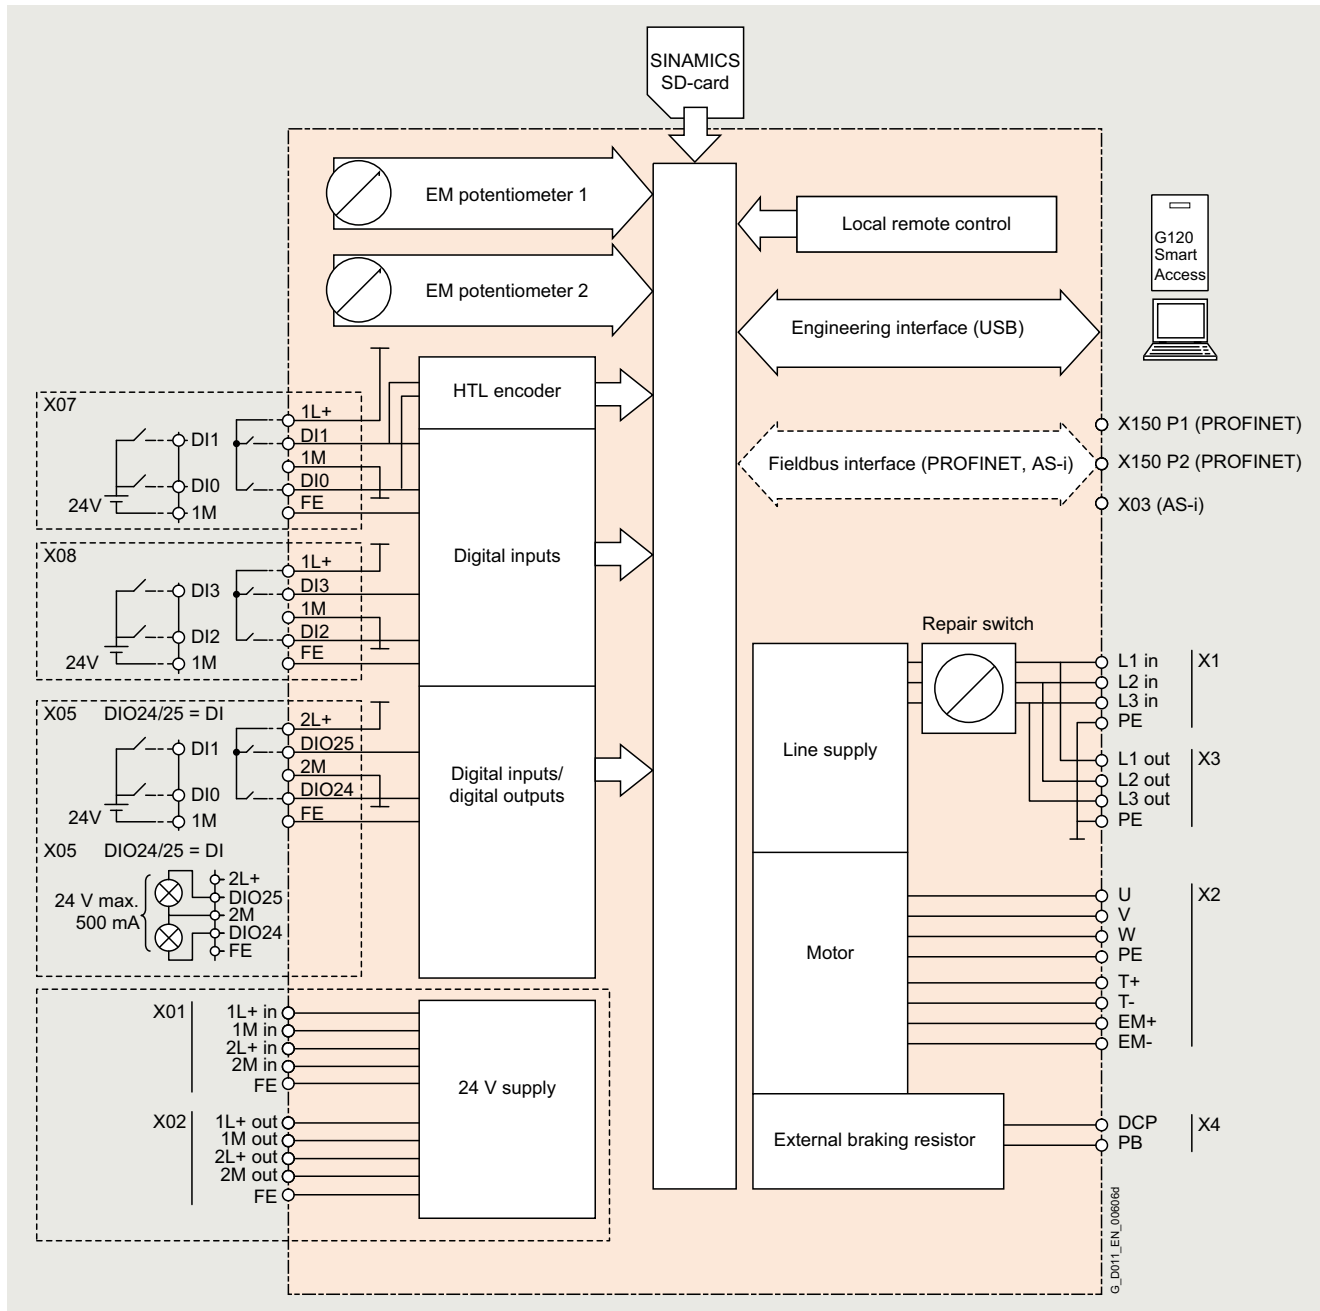 SINAMICS
SD-card
EM potentiometer 1
EM potentiometer 2
Local remote control
G120
Smart
Access
Engineering interface (USB)
Fieldbus interface (PROFINET, AS-i)
X150 P1 (PROFINET)
X150 P2 (PROFINET)
X03 (AS-i)
HTL encoder
X07
DI1
DI0
24V
1M
1L+
DI1
1M
DI0
FE
Digital inputs
X08
DI3
DI2
24V
1M
1L+
DI3
1M
DI2
FE
X05 DIO24/25 = DI
DI1
DI0
24V
1M
2L+
DIO25
2M
DIO24
FE
Digital inputs/
digital outputs
X05 DIO24/25 = DI
24 V max.
500 mA
2L+
DIO25
2M
DIO24
FE
X01
1L+ in
1M in
2L+ in
2M in
FE
X02
1L+ out
1M out
2L+ out
2M out
FE
24 V supply
Repair switch
Line supply
L1 in
L2 in
L3 in
PE
X1
L1 out
L2 out
L3 out
PE
X3
Motor
U
V
W
PE
T+
T-
EM+
EM-
X2
External braking resistor
DCP
PB
X4
G_D011_EN_00606d